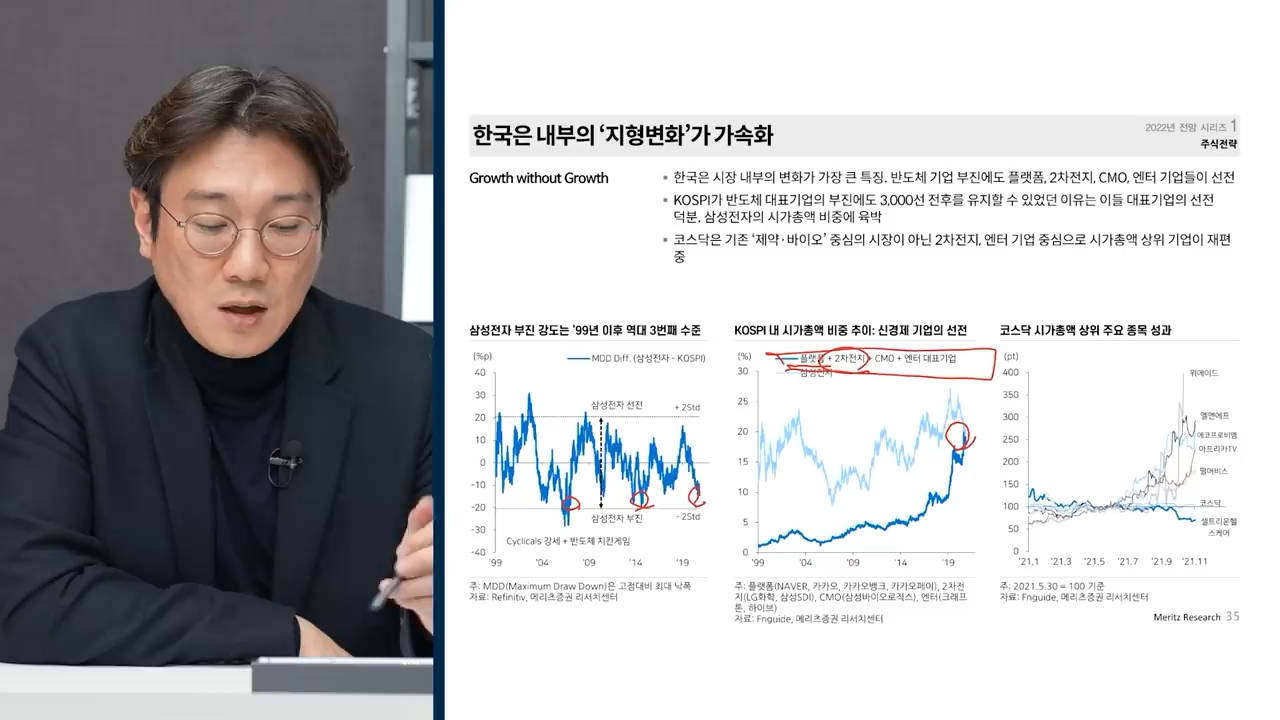 한국은 내부의 ‘지형변화’가 가속화
2022년 전망 시리즈 1
주식전략
Growth without Growth
▪ 한국은 시장 내부의 변화가 가장 큰 특징. 반도체 기업 부진에도 플랫폼, 2차전지, CMO, 엔터 기업들이 선전
▪ KOSPI가 반도체 대표기업의 부진에도 3,000선 전후를 유지할 수 있었던 이유는 이들 대표기업의 선전
덕분. 삼성전자의 시가총액 비중에 육박
▪ 코스닥은 기존 ‘제약·바이오’ 중심의 시장이 아닌 2차전지, 엔터 기업 중심으로 시가총액 상위 기업이 재편
중
삼성전자 부진 강도는 ’99년 이후 역대 3번째 수준
(%p)
MDD Diff. (삼성전자 - KOSPI)
40
30
20
10
0
-10
-20
-30
-40
삼성전자 선전
+ 2Std
삼성전자 부진
- 2Std
Cyclicals 강세 + 반도체 치킨게임
'99 '04 '09 '14 '19
주: MDD(Maximum Draw Down)은 고점대비 최대 낙폭
자료: Refinitiv, 메리츠증권 리서치센터
KOSPI 내 시가총액 비중 추이: 신경제 기업의 선전
(%)
플랫폼 + 2차전지 + CMO + 엔터 대표기업
삼성전자
30
25
20
15
10
5
0
'99 '04 '09 '14 '19
주: 플랫폼(NAVER, 카카오, 카카오뱅크, 카카오페이), 2차전
지(LG화학, 삼성SDI), CMO(삼성바이오로직스), 엔터(크래프
톤, 하이브)
자료: Fnguide, 메리츠증권 리서치센터
코스닥 시가총액 상위 주요 종목 성과
(pt)
400
350
300
250
200
150
100
50
0
위메이드
엘앤에프
에코프로비엠
아프리카TV
펄어비스
코스닥
셀트리온헬
스케어
'21.1 '21.3 '21.5 '21.7 '21.9 '21.11
주: 2021.5.30 = 100 기준
자료: Fnguide, 메리츠증권 리서치센터
Meritz Research 35